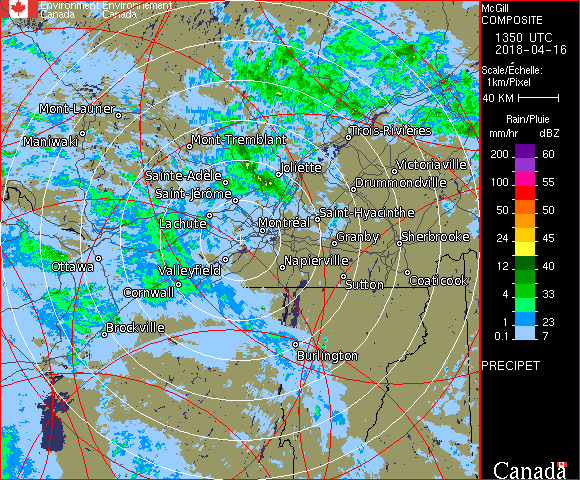 Environment Environnement
Canada Canada
McGill
COMPOSITE
1350 UTC
2018-04-16
Scale/Échelle:
1km/Pixel
40 KM
Rain/Pluie
mm/hr dBZ
200 60
100 55
50 50
24 45
12 40
4 33
1 23
0.1 7
PRECIPET
Canada
Mont-Laurier
Maniwaki
Mont-Tremblant
Trois-Rivières
Sainte-Adèle
Joliette
Victoriaville
Saint-Jérôme
Drummondville
Lachute
Saint-Hyacinthe
Montréal
Granby
Sherbrooke
Ottawa
Valleyfield
Napierville
Cornwall
Sutton
Coaticook
Brockville
Burlington